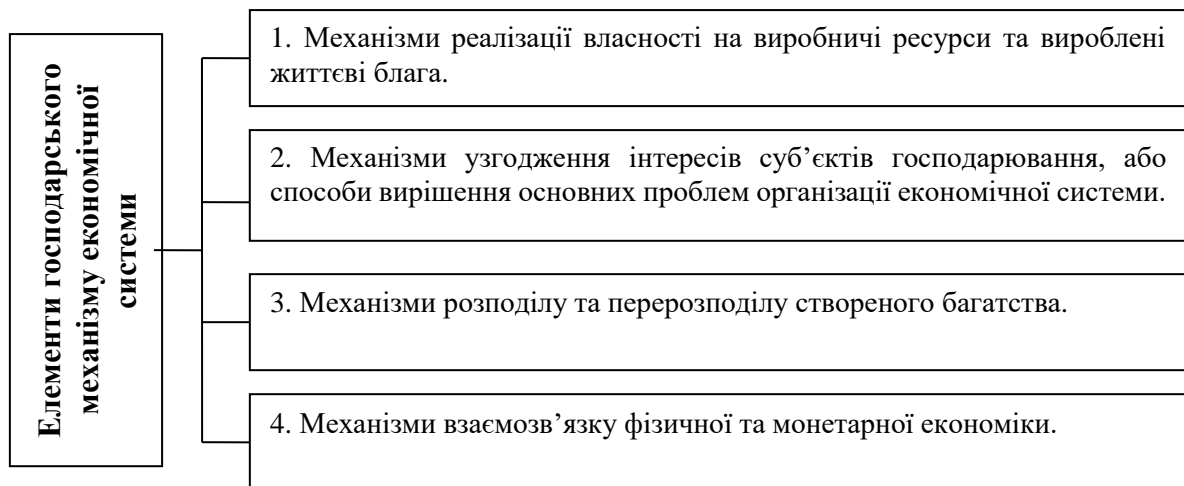 Елементи господарського
механізму економічної
системи
1. Механізми реалізації власності на виробничі ресурси та вироблені
життєві блага.
2. Механізми узгодження інтересів суб’єктів господарювання, або
способи вирішення основних проблем організації економічної системи.
3. Механізми розподілу та перерозподілу створеного багатства.
4. Механізми взаємозв’язку фізичної та монетарної економіки.